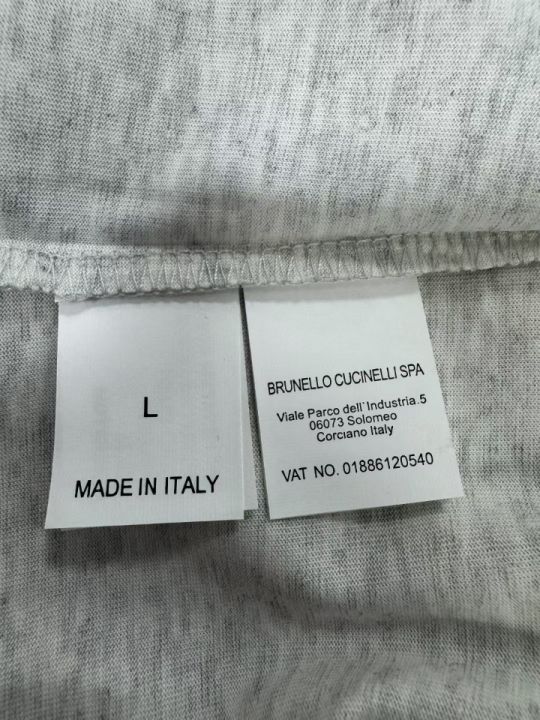 L
MADE IN ITALY
BRUNELLO CUCINELLI SPA
Viale Parco dell'Industria.5
06073 Solomeo
Corciano Italy
VAT NO. 01886120540